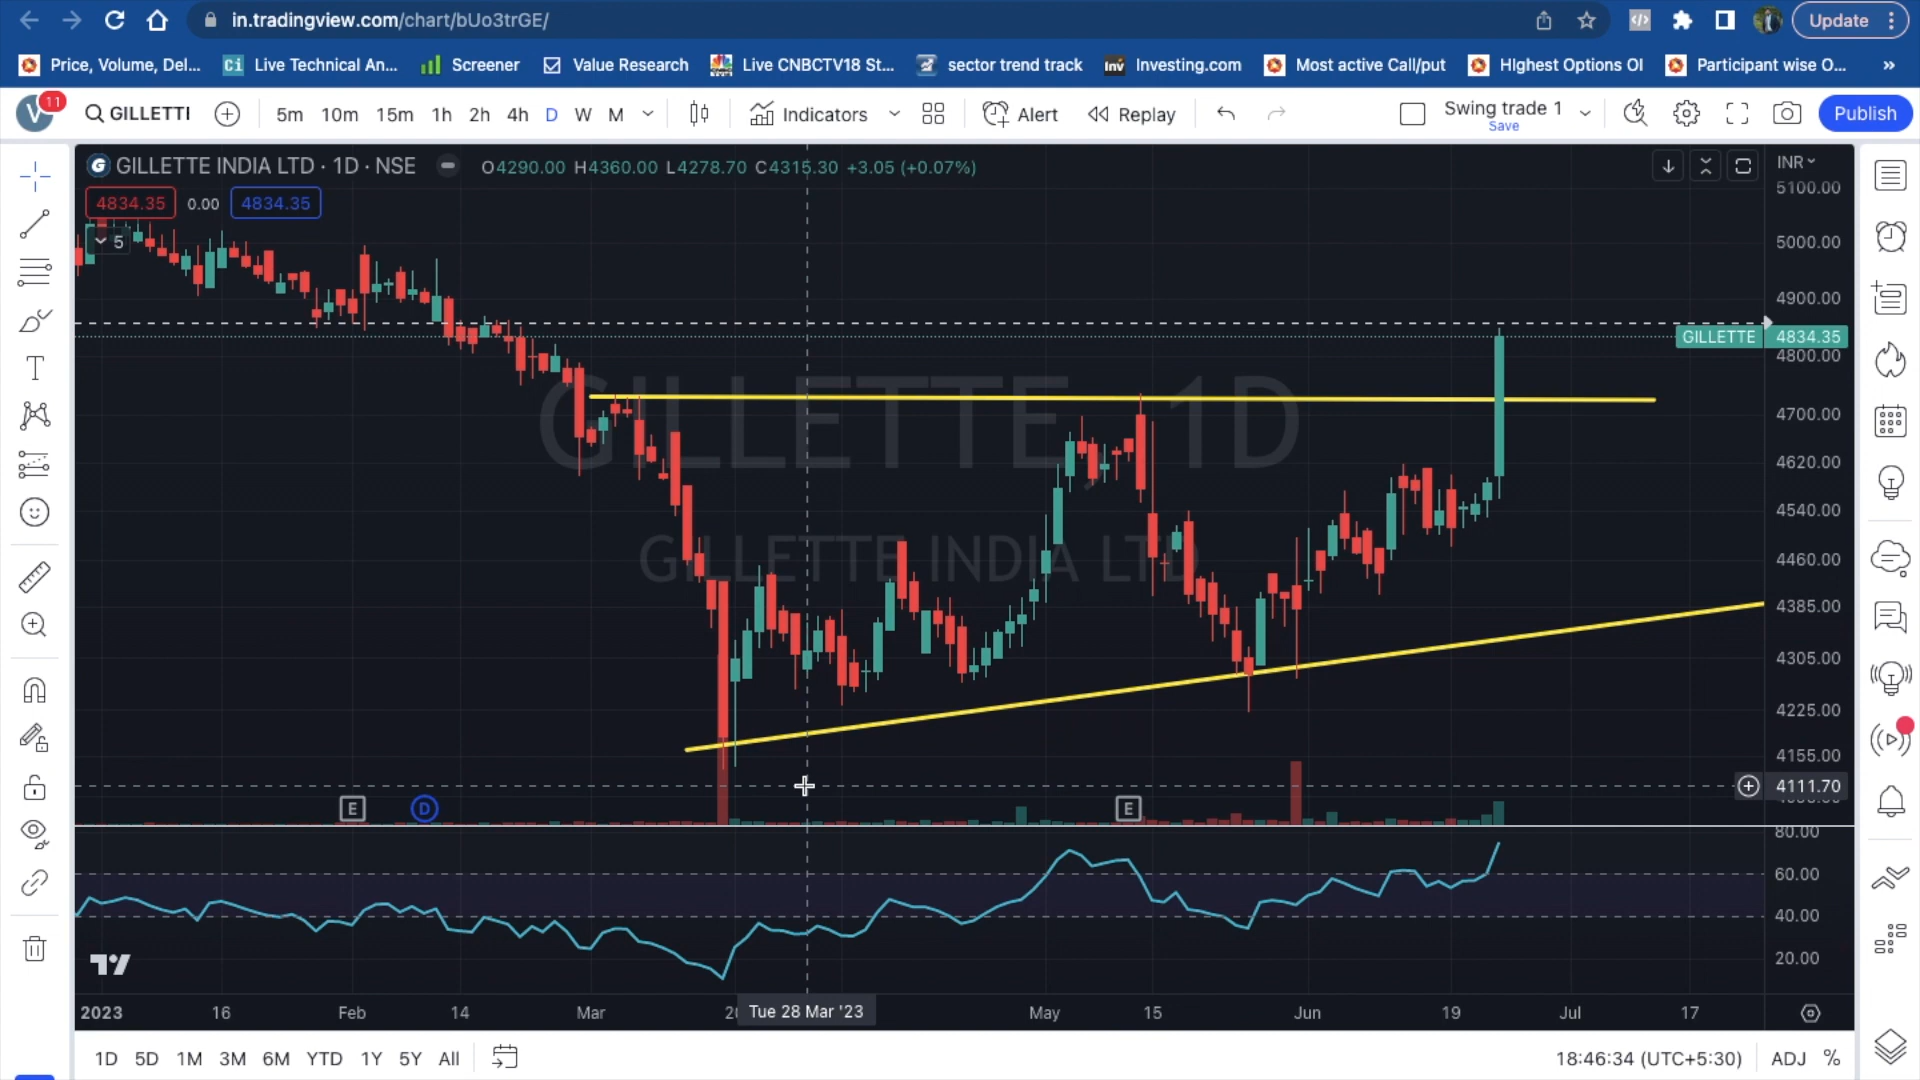 in.tradingview.com/chart/bUo3trGE/
Update
Price, Volume, Del...
Ci Live Technical An...
Screener
Value Research
Live CNBCTV18 St...
sector trend track
Inv Investing.com
Most active Call/put
HIghest Options OI
Participant wise O...
»
V 11
GILLETTI
5m 10m 15m 1h 2h 4h D W M
Indicators
Alert
Replay
Swing trade 1
Save
Publish
GILLETTE INDIA LTD · 1D · NSE
O4290.00 H4360.00 L4278.70 C4315.30 +3.05 (+0.07%)
INR
4834.35 0.00 4834.35
5
5100.00
5000.00
4900.00
GILLETTE 4834.35
4800.00
4700.00
4620.00
4540.00
4460.00
4385.00
4305.00
4225.00
4155.00
4111.70
GILLETTE, 1D
GILLETTE INDIA LTD
E D E
80.00
60.00
40.00
20.00
2023 16 Feb 14 Mar Tue 28 Mar '23 May 15 Jun 19 Jul 17
1D 5D 1M 3M 6M YTD 1Y 5Y All
18:46:34 (UTC+5:30) ADJ %